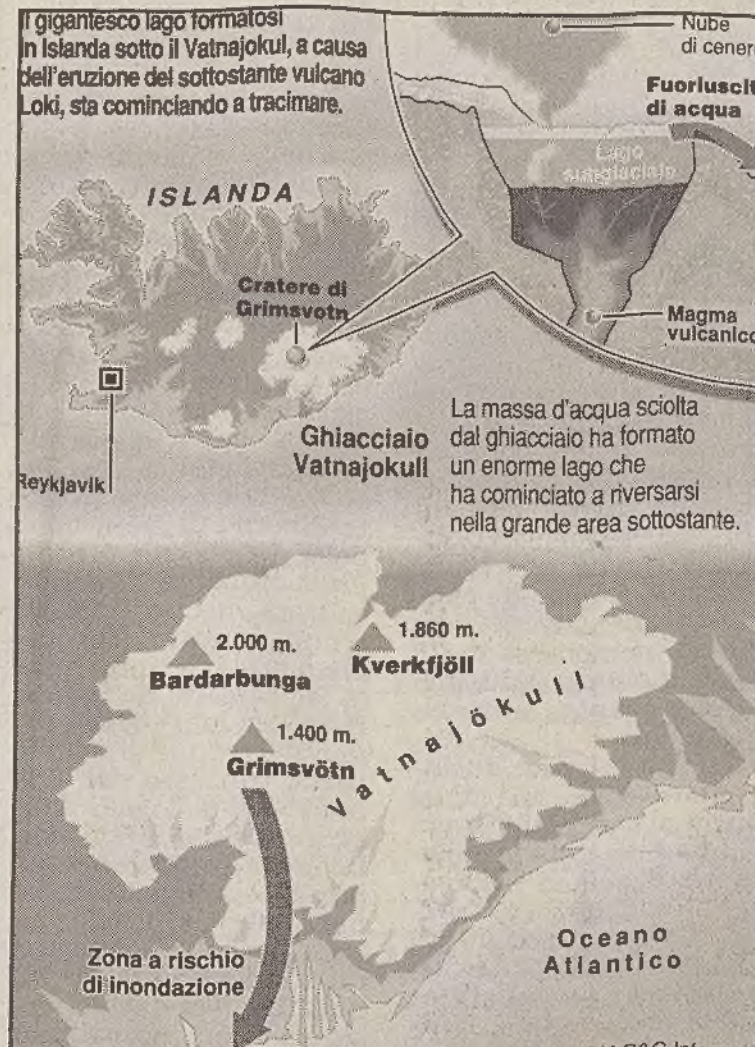 Il gigantesco lago formatosi
in Islanda sotto il Vatnajokul, a causa
dell'eruzione del sottostante vulcano
Loki, sta cominciando a tracimare.
Nube
di cenere
Fuoriuscit
di acqua
Lago
subglaciale
Magma
vulcanico
ISLANDA
Cratere di
Grimsvotn
Reykjavik
Ghiacciaio
Vatnajokull
La massa d'acqua sciolta
dal ghiacciaio ha formato
un enorme lago che
ha cominciato a riversarsi
nella grande area sottostante.
2.000 m.
Bardarbunga
1.860 m.
Kverkfjöll
1.400 m.
Grimsvötn
Vatnajökull
Zona a rischio
di inondazione
Oceano
Atlantico